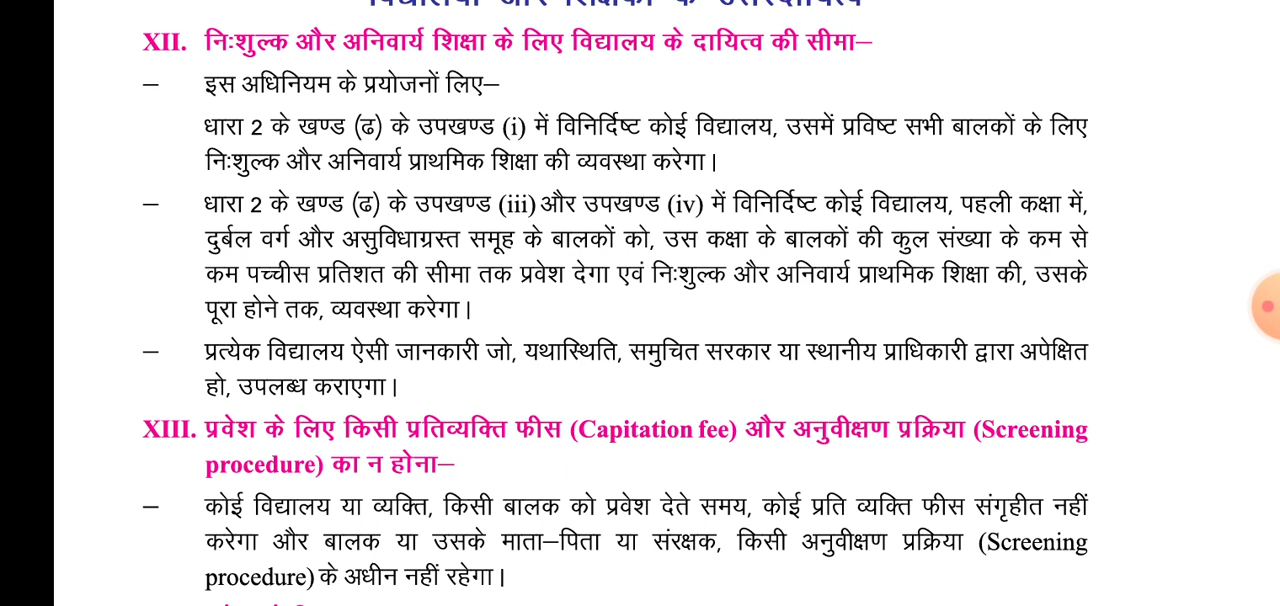 विद्यालयों और शिक्षकों के उत्तरदायित्व
XII. निःशुल्क और अनिवार्य शिक्षा के लिए विद्यालय के दायित्व की सीमा–
– इस अधिनियम के प्रयोजनों लिए–
धारा 2 के खण्ड (ढ) के उपखण्ड (i) में विनिर्दिष्ट कोई विद्यालय, उसमें प्रविष्ट सभी बालकों के लिए
निःशुल्क और अनिवार्य प्राथमिक शिक्षा की व्यवस्था करेगा।
– धारा 2 के खण्ड (ढ) के उपखण्ड (iii) और उपखण्ड (iv) में विनिर्दिष्ट कोई विद्यालय, पहली कक्षा में,
दुर्बल वर्ग और असुविधाग्रस्त समूह के बालकों को, उस कक्षा के बालकों की कुल संख्या के कम से
कम पच्चीस प्रतिशत की सीमा तक प्रवेश देगा एवं निःशुल्क और अनिवार्य प्राथमिक शिक्षा की, उसके
पूरा होने तक, व्यवस्था करेगा।
– प्रत्येक विद्यालय ऐसी जानकारी जो, यथास्थिति, समुचित सरकार या स्थानीय प्राधिकारी द्वारा अपेक्षित
हो, उपलब्ध कराएगा।
XIII. प्रवेश के लिए किसी प्रतिव्यक्ति फीस (Capitation fee) और अनुवीक्षण प्रक्रिया (Screening
procedure) का न होना–
– कोई विद्यालय या व्यक्ति, किसी बालक को प्रवेश देते समय, कोई प्रति व्यक्ति फीस संगृहीत नहीं
करेगा और बालक या उसके माता–पिता या संरक्षक, किसी अनुवीक्षण प्रक्रिया (Screening
procedure) के अधीन नहीं रहेगा।